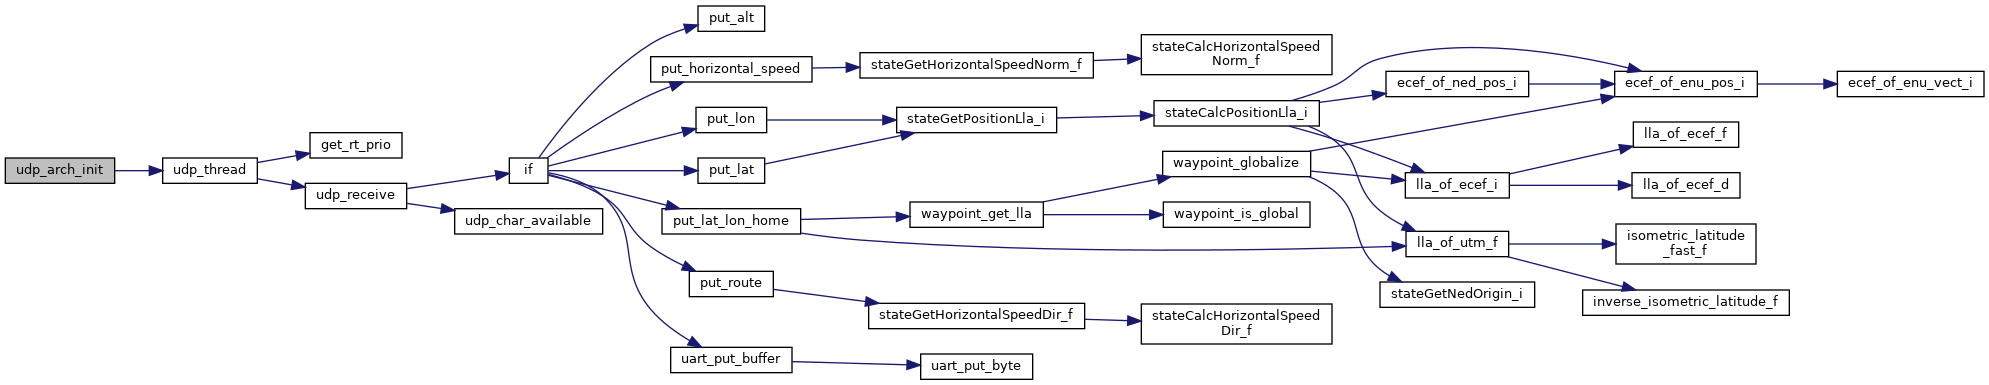 udp_arch_init
udp_thread
get_rt_prio
udp_receive
if
udp_char_available
put_alt
put_horizontal_speed
put_lon
put_lat
put_lat_lon_home
put_route
uart_put_buffer
stateGetHorizontalSpeedNorm_f
stateGetPositionLla_i
waypoint_get_lla
stateGetHorizontalSpeedDir_f
uart_put_byte
stateCalcHorizontalSpeed
Norm_f
stateCalcPositionLla_i
waypoint_globalize
waypoint_is_global
stateCalcHorizontalSpeed
Dir_f
ecef_of_ned_pos_i
lla_of_ecef_i
lla_of_utm_f
stateGetNedOrigin_i
ecef_of_enu_pos_i
lla_of_ecef_f
lla_of_ecef_d
isometric_latitude
_fast_f
inverse_isometric_latitude_f
ecef_of_enu_vect_i